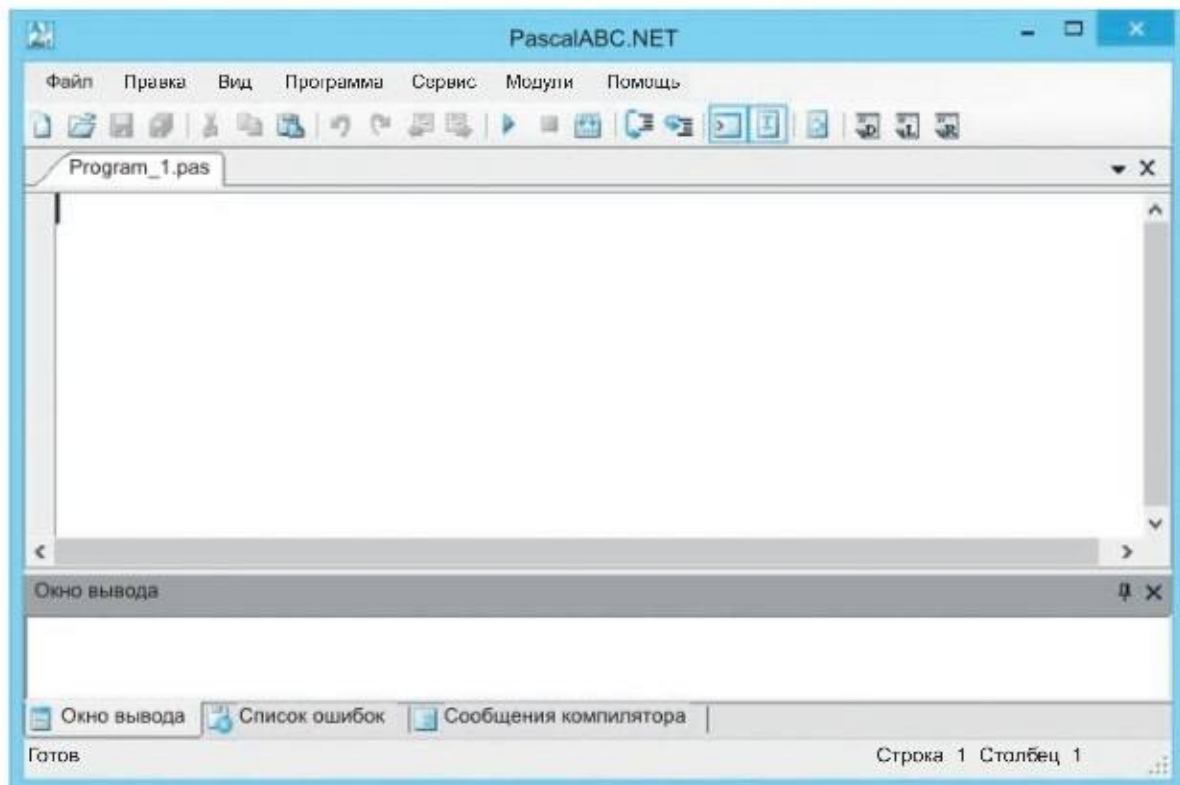 PascalABC.NET
Файл Правка Вид Программа Сервис Модули Помощь
Program_1.pas
Окно вывода
Окно вывода Список ошибок Сообщения компилятора
Готов Строка 1 Столбец 1